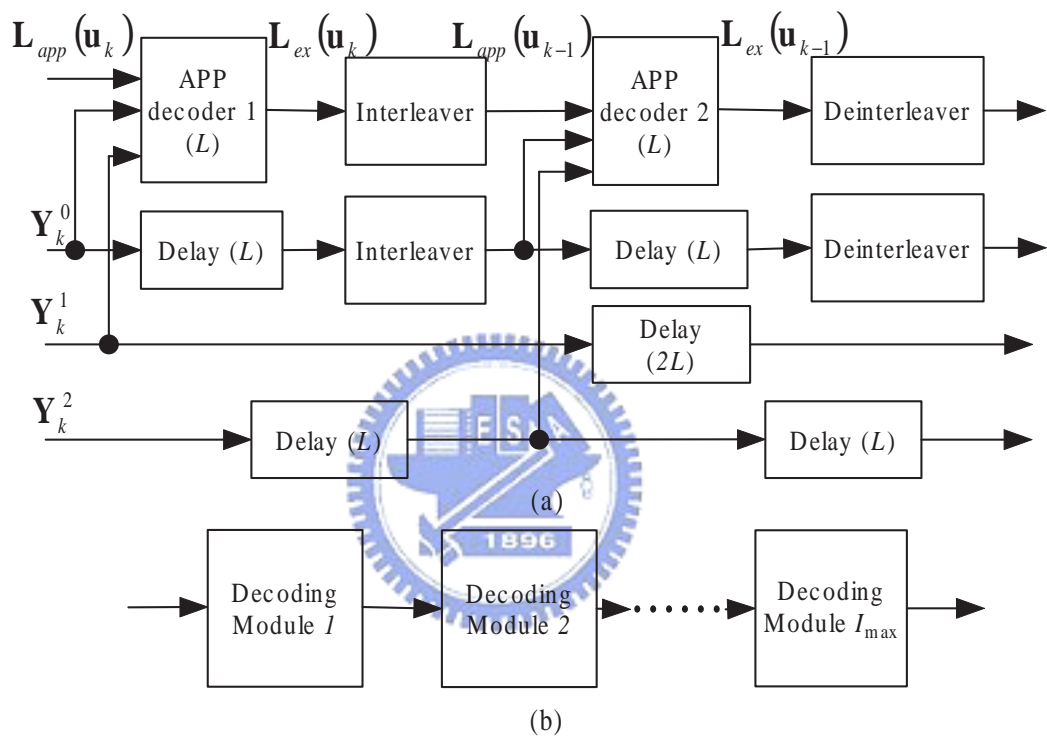 L_app(u_k)
L_ex(u_k)
L_app(u_{k-1})
L_ex(u_{k-1})
APP
decoder 1
(L)
Interleaver
APP
decoder 2
(L)
Deinterleaver
Y_k^0
Delay (L)
Interleaver
Delay (L)
Deinterleaver
Y_k^1
Delay
(2L)
Y_k^2
Delay (L)
E S A
Delay (L)
(a)
1896
Decoding
Module 1
Decoding
Module 2
Decoding
Module I_max
(b)